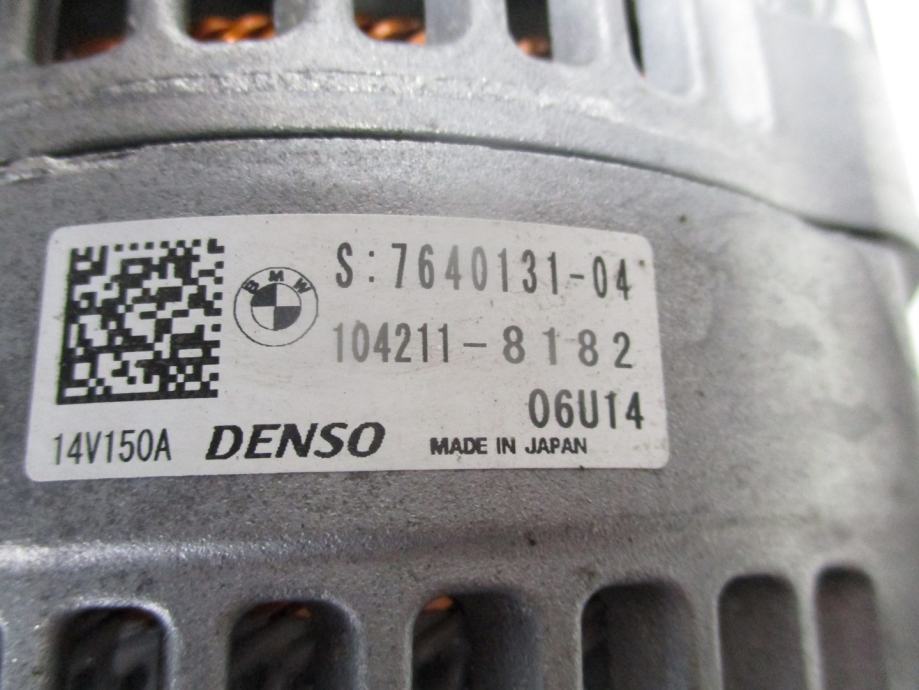 BMW
S:7640131-04
104211-8182
06U14
14V150A DENSO MADE IN JAPAN